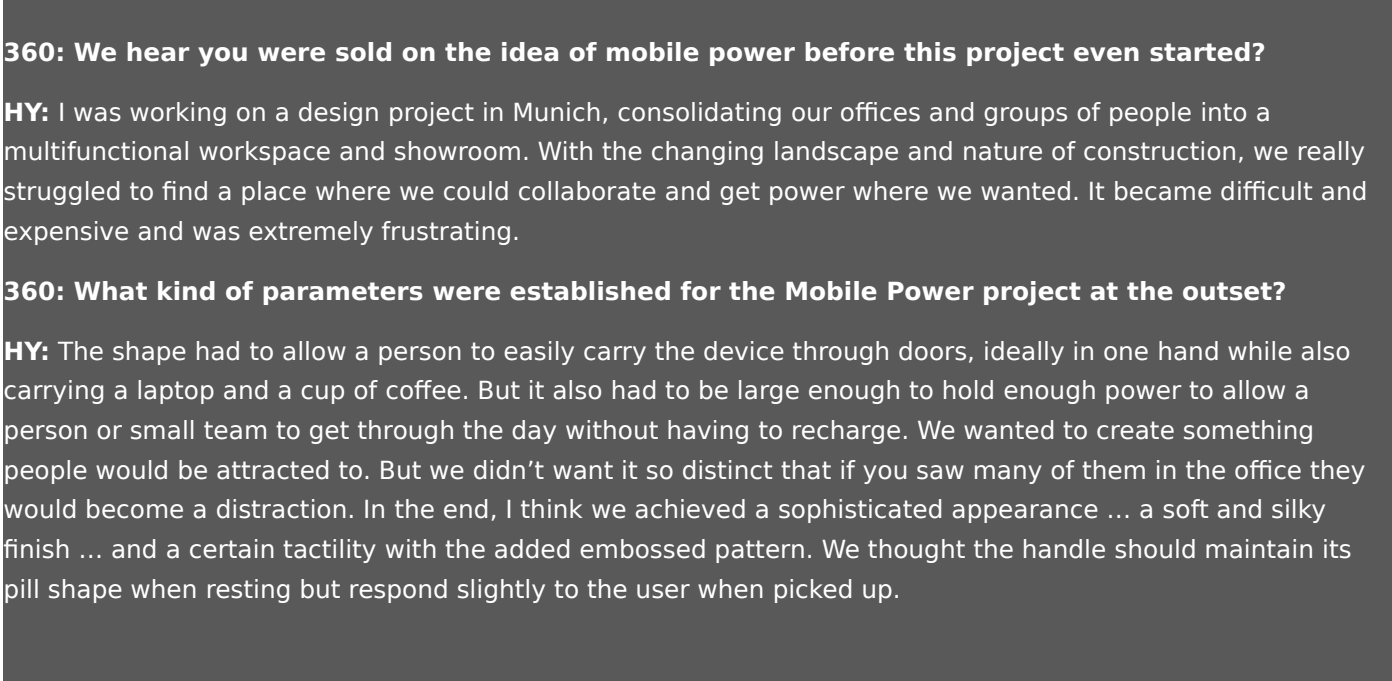 360: We hear you were sold on the idea of mobile power before this project even started?
HY: I was working on a design project in Munich, consolidating our offices and groups of people into a
multifunctional workspace and showroom. With the changing landscape and nature of construction, we really
struggled to find a place where we could collaborate and get power where we wanted. It became difficult and
expensive and was extremely frustrating.
360: What kind of parameters were established for the Mobile Power project at the outset?
HY: The shape had to allow a person to easily carry the device through doors, ideally in one hand while also
carrying a laptop and a cup of coffee. But it also had to be large enough to hold enough power to allow a
person or small team to get through the day without having to recharge. We wanted to create something
people would be attracted to. But we didn’t want it so distinct that if you saw many of them in the office they
would become a distraction. In the end, I think we achieved a sophisticated appearance … a soft and silky
finish … and a certain tactility with the added embossed pattern. We thought the handle should maintain its
pill shape when resting but respond slightly to the user when picked up.